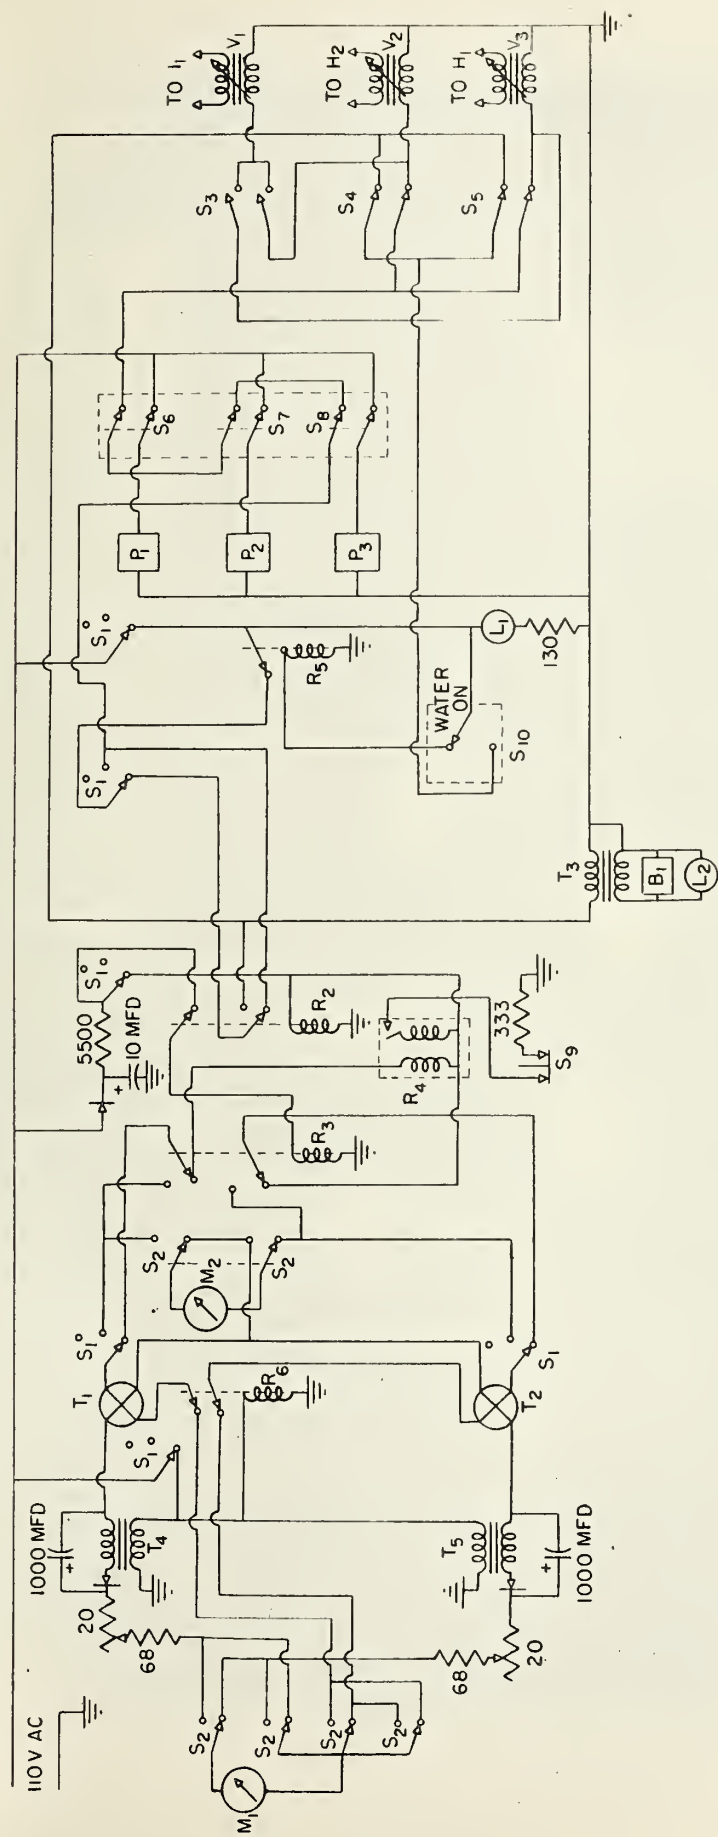 110V AC
M₁
S₂
S₂
S₂
S₂
68
20
68
20
1000 MFD
1000 MFD
T₄
T₅
S₁
T₁
T₂
R₆
S₁
S₁
M₂
S₂
S₂
R₃
R₄
R₂
5500
10 MFD
S₁
333
S₉
T₃
B₁
L₂
S₁
S₁
R₅
WATER
ON
S₁₀
L₁
130
P₁
P₂
P₃
S₆
S₇
S₈
S₃
S₄
S₅
TO I₁
V₁
TO H₂
V₂
TO H₁
V₃